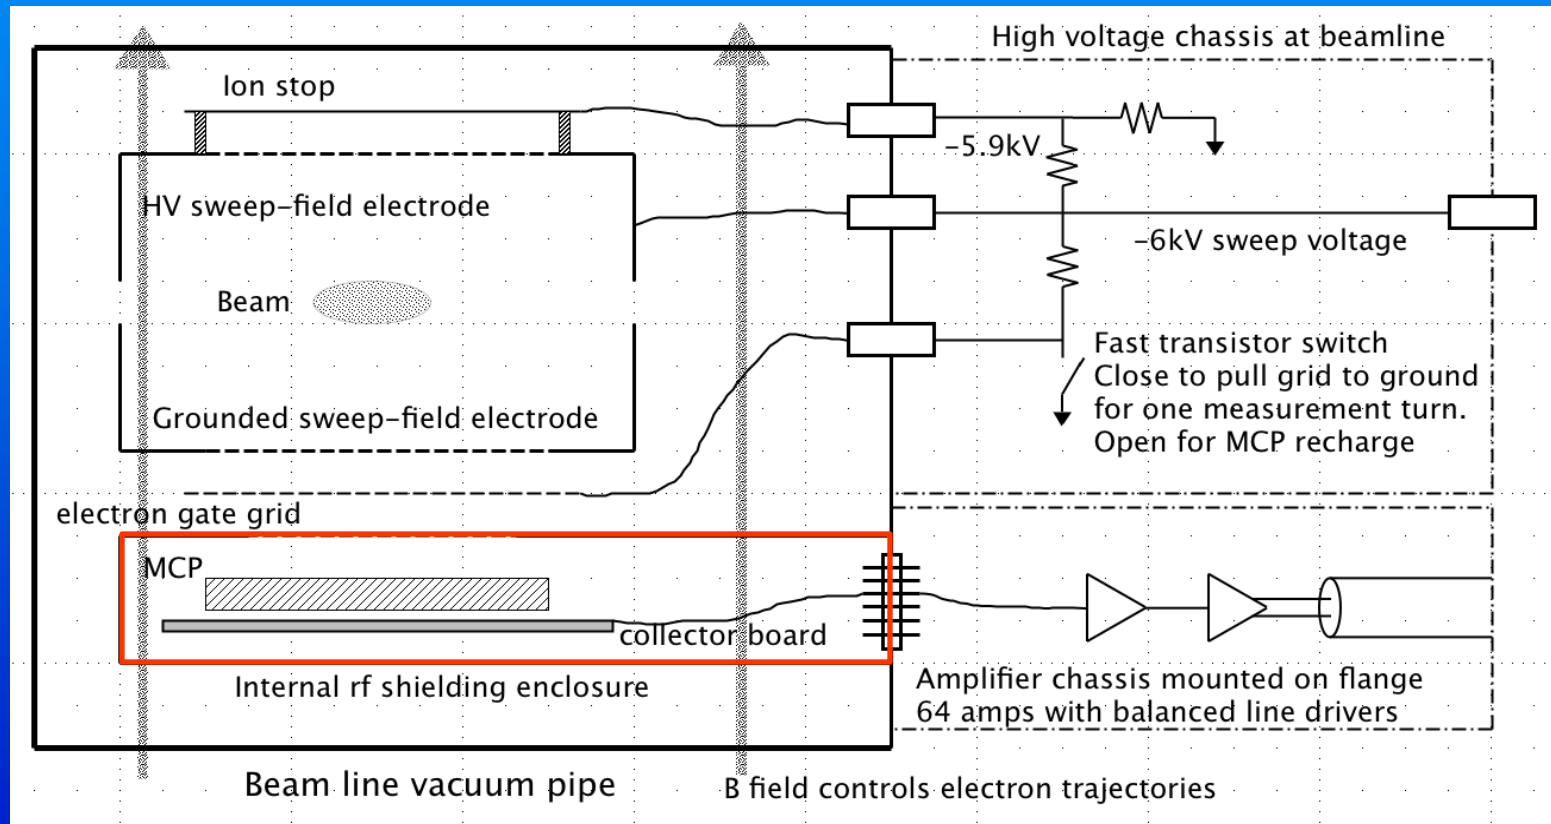 High voltage chassis at beamline
Ion stop
-5.9kV
HV sweep-field electrode
-6kV sweep voltage
Beam
Fast transistor switch
Close to pull grid to ground
for one measurement turn.
Open for MCP recharge
Grounded sweep-field electrode
electron gate grid
MCP
collector board
Internal rf shielding enclosure
Amplifier chassis mounted on flange
64 amps with balanced line drivers
Beam line vacuum pipe
B field controls electron trajectories